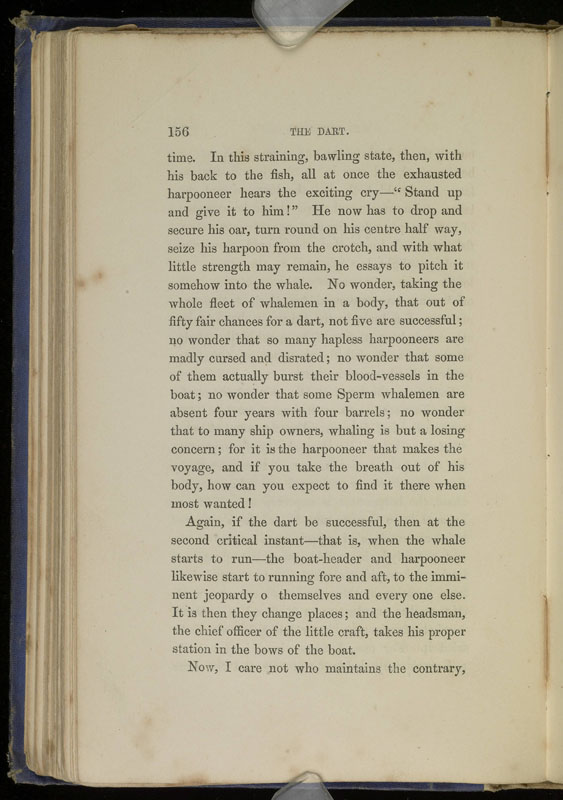 156 THE DART.
time. In this straining, bawling state, then, with
his back to the fish, all at once the exhausted
harpooneer hears the exciting cry—“ Stand up
and give it to him!” He now has to drop and
secure his oar, turn round on his centre half way,
seize his harpoon from the crotch, and with what
little strength may remain, he essays to pitch it
somehow into the whale. No wonder, taking the
whole fleet of whalemen in a body, that out of
fifty fair chances for a dart, not five are successful;
no wonder that so many hapless harpooneers are
madly cursed and disrated; no wonder that some
of them actually burst their blood-vessels in the
boat; no wonder that some Sperm whalemen are
absent four years with four barrels; no wonder
that to many ship owners, whaling is but a losing
concern; for it is the harpooneer that makes the
voyage, and if you take the breath out of his
body, how can you expect to find it there when
most wanted!
Again, if the dart be successful, then at the
second critical instant—that is, when the whale
starts to run—the boat-header and harpooneer
likewise start to running fore and aft, to the immi-
nent jeopardy o themselves and every one else.
It is then they change places; and the headsman,
the chief officer of the little craft, takes his proper
station in the bows of the boat.
Now, I care not who maintains the contrary,